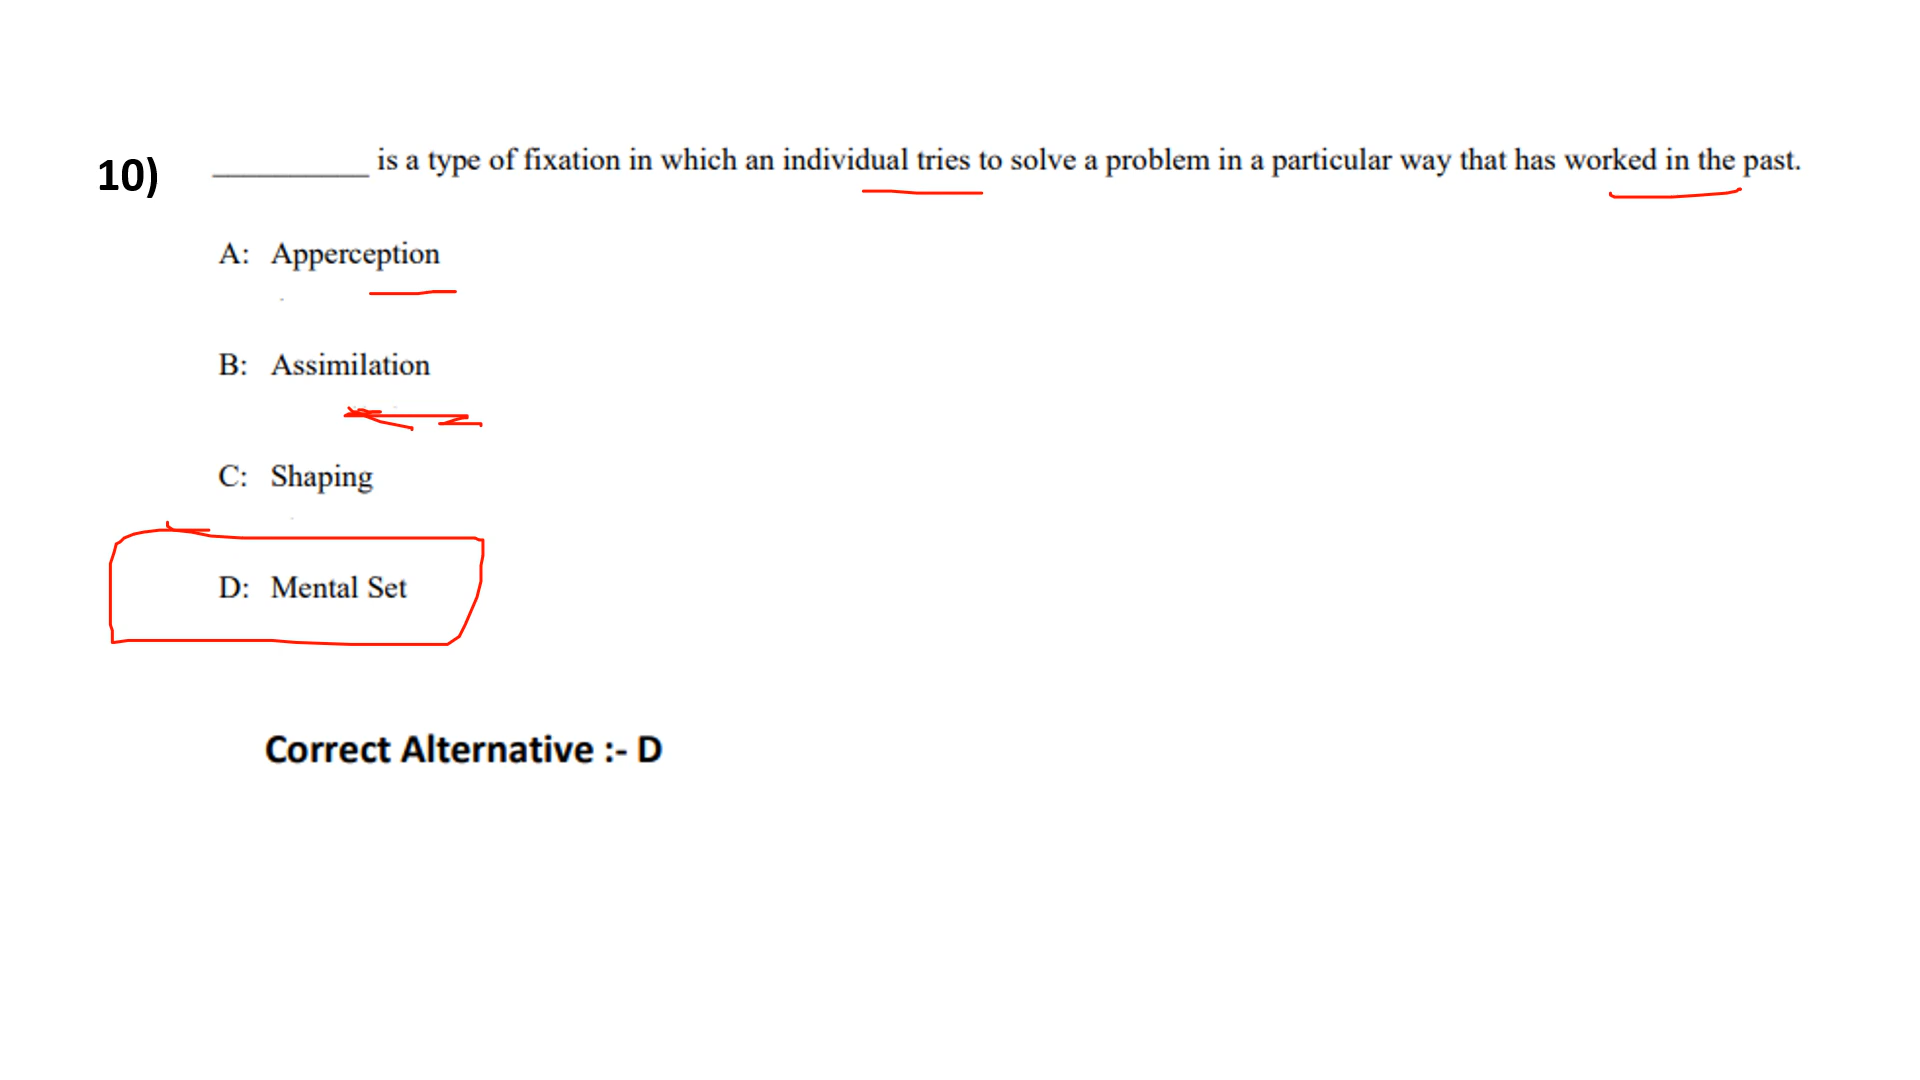 10) __________ is a type of fixation in which an individual tries to solve a problem in a particular way that has worked in the past.
A: Apperception
B: Assimilation
C: Shaping
D: Mental Set
Correct Alternative :- D